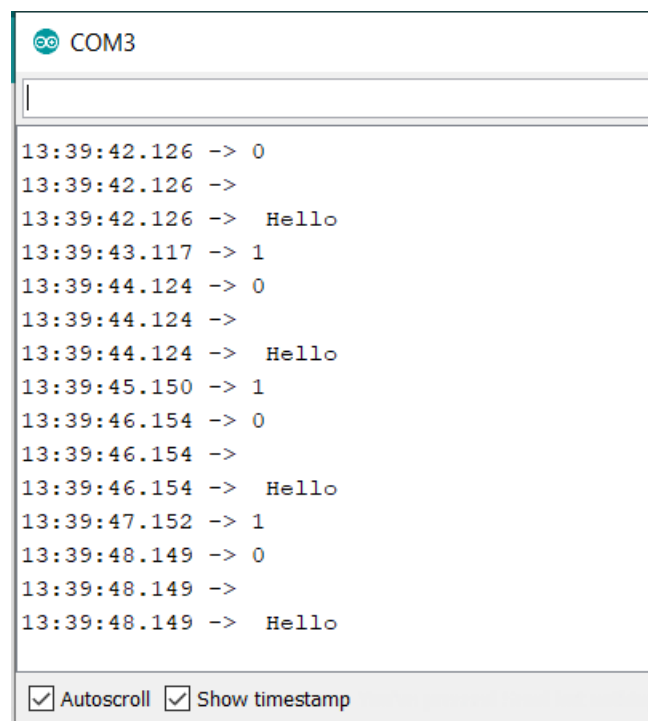 COM3
13:39:42.126 -> 0
13:39:42.126 ->
13:39:42.126 ->  Hello
13:39:43.117 -> 1
13:39:44.124 -> 0
13:39:44.124 ->
13:39:44.124 ->  Hello
13:39:45.150 -> 1
13:39:46.154 -> 0
13:39:46.154 ->
13:39:46.154 ->  Hello
13:39:47.152 -> 1
13:39:48.149 -> 0
13:39:48.149 ->
13:39:48.149 ->  Hello
Autoscroll Show timestamp